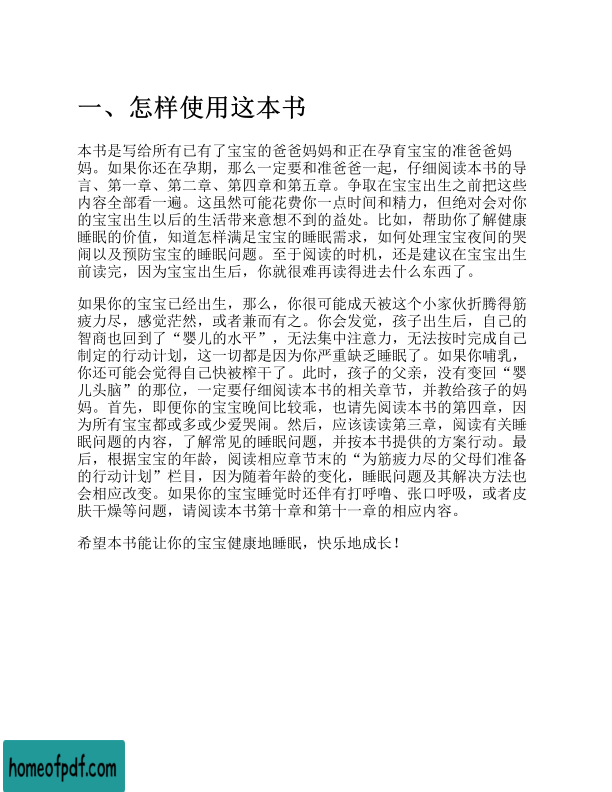 一、怎样使用这本书
本书是写给所有已有了宝宝的爸爸妈妈和正在孕育宝宝的准爸爸妈
妈。如果你还在孕期，那么一定要和准爸爸一起，仔细阅读本书的导
言、第一章、第二章、第四章和第五章。争取在宝宝出生之前把这些
内容全部看一遍。这虽然可能花费你一点时间和精力，但绝对会对你
的宝宝出生以后的生活带来意想不到的益处。比如，帮助你了解健康
睡眠的价值，知道怎样满足宝宝的睡眠需求，如何处理宝宝夜间的哭
闹以及预防宝宝的睡眠问题。至于阅读的时机，还是建议在宝宝出生
前读完，因为宝宝出生后，你就很难再读得进去什么东西了。
如果你的宝宝已经出生，那么，你很可能成天被这个小家伙折腾得筋
疲力尽，感觉茫然，或者兼而有之。你会发觉，孩子出生后，自己的
智商也回到了“婴儿的水平”，无法集中注意力，无法按时完成自己
制定的行动计划，这一切都是因为你严重缺乏睡眠了。如果你哺乳，
你还可能会觉得自己快被榨干了。此时，孩子的父亲，没有变回“婴
儿头脑”的那位，一定要仔细阅读本书的相关章节，并教给孩子的妈
妈。首先，即便你的宝宝晚间比较乖，也请先阅读本书的第四章，因
为所有宝宝都或多或少爱哭闹。然后，应该读读第三章，阅读有关睡
眠问题的内容，了解常见的睡眠问题，并按本书提供的方案行动。最
后，根据宝宝的年龄，阅读相应章节末的“为筋疲力尽的父母们准备
的行动计划”栏目，因为随着年龄的变化，睡眠问题及其解决方法也
会相应改变。如果你的宝宝睡觉时还伴有打呼噜、张口呼吸，或者皮
肤干燥等问题，请阅读本书第十章和第十一章的相应内容。
希望本书能让你的宝宝健康地睡眠，快乐地成长！
homeofpdf.com